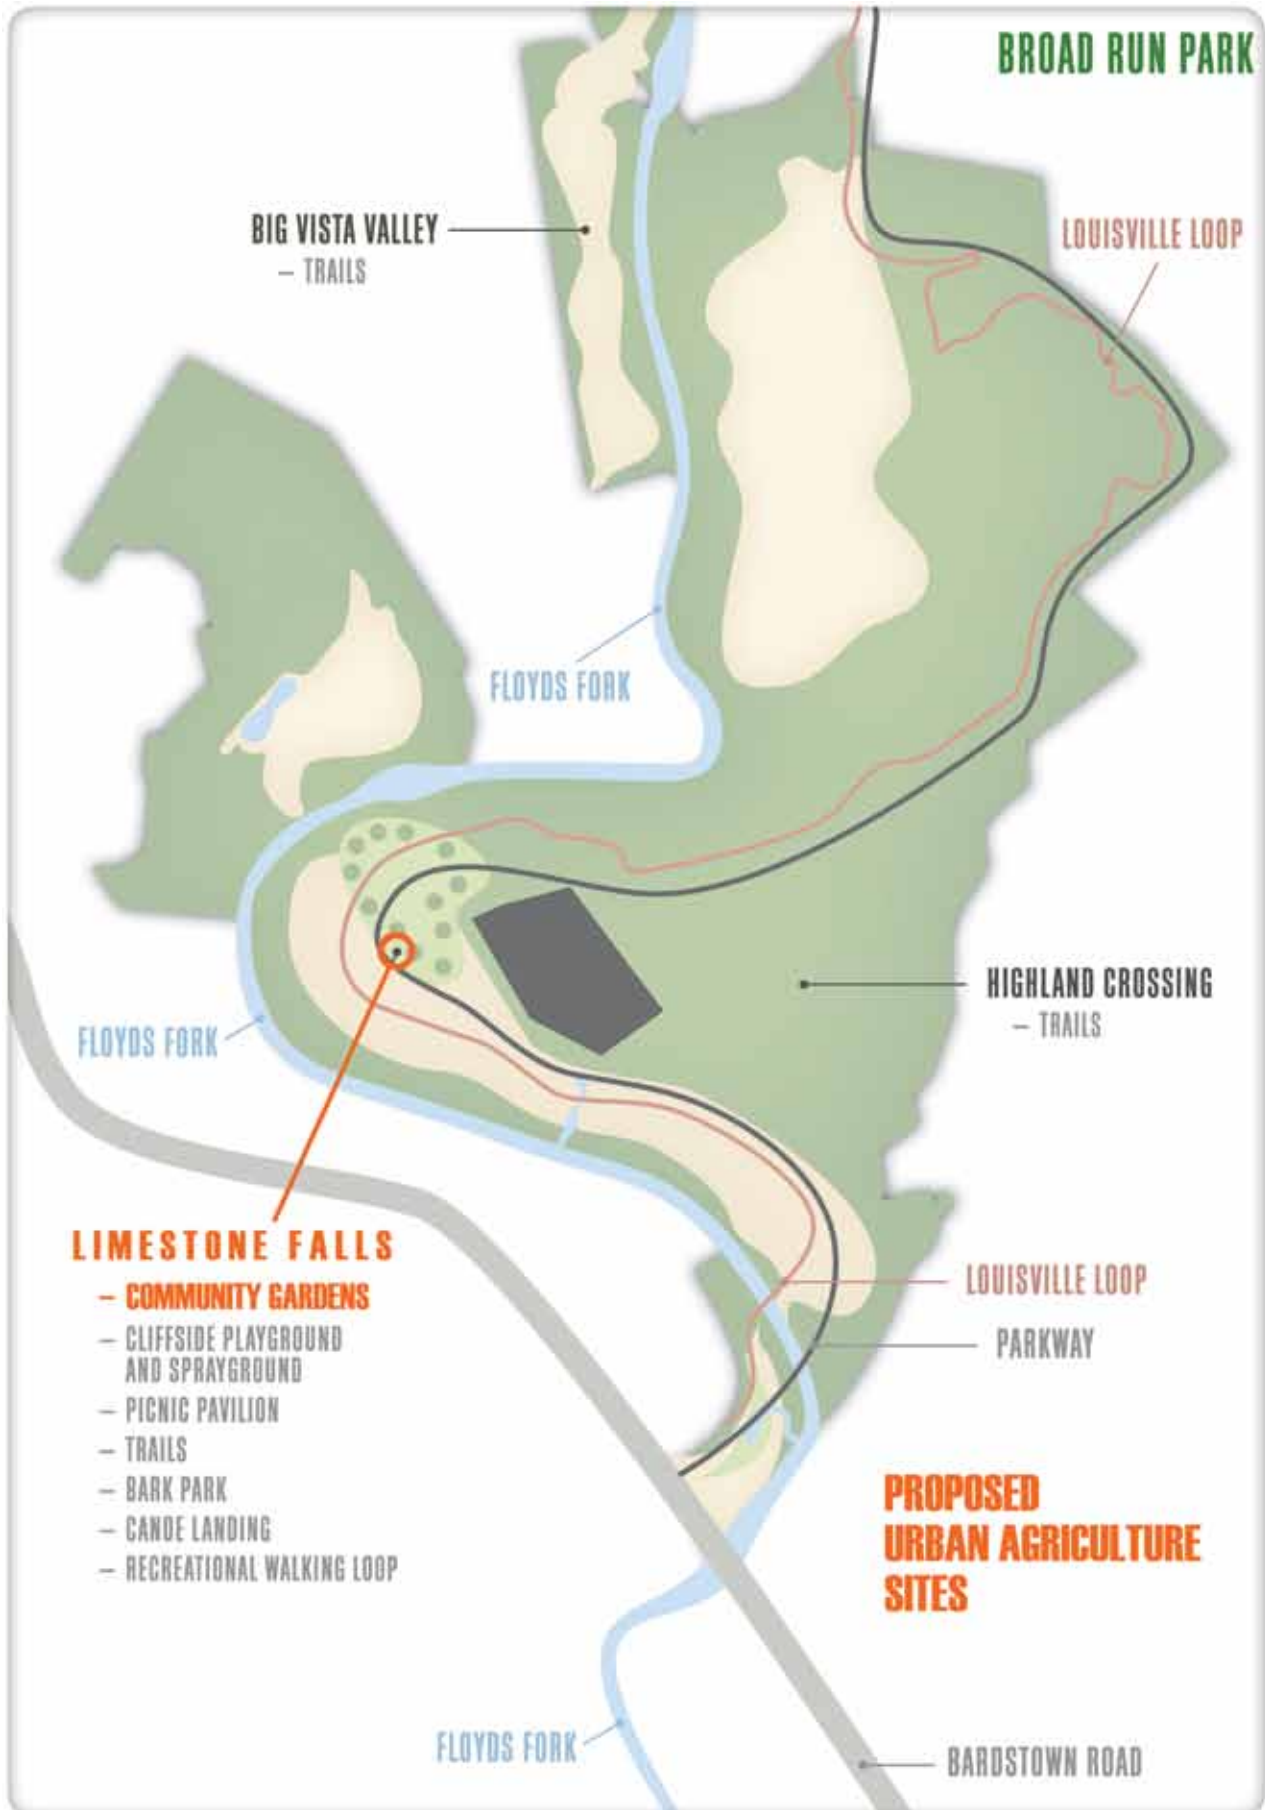 BROAD RUN PARK
BIG VISTA VALLEY
– TRAILS
LOUISVILLE LOOP
FLOYDS FORK
HIGHLAND CROSSING
– TRAILS
FLOYDS FORK
LIMESTONE FALLS
– COMMUNITY GARDENS
– CLIFFSIDE PLAYGROUND
AND SPRAYGROUND
– PICNIC PAVILION
– TRAILS
– BARK PARK
– CANOE LANDING
– RECREATIONAL WALKING LOOP
LOUISVILLE LOOP
PARKWAY
PROPOSED
URBAN AGRICULTURE
SITES
FLOYDS FORK
BARDSTOWN ROAD